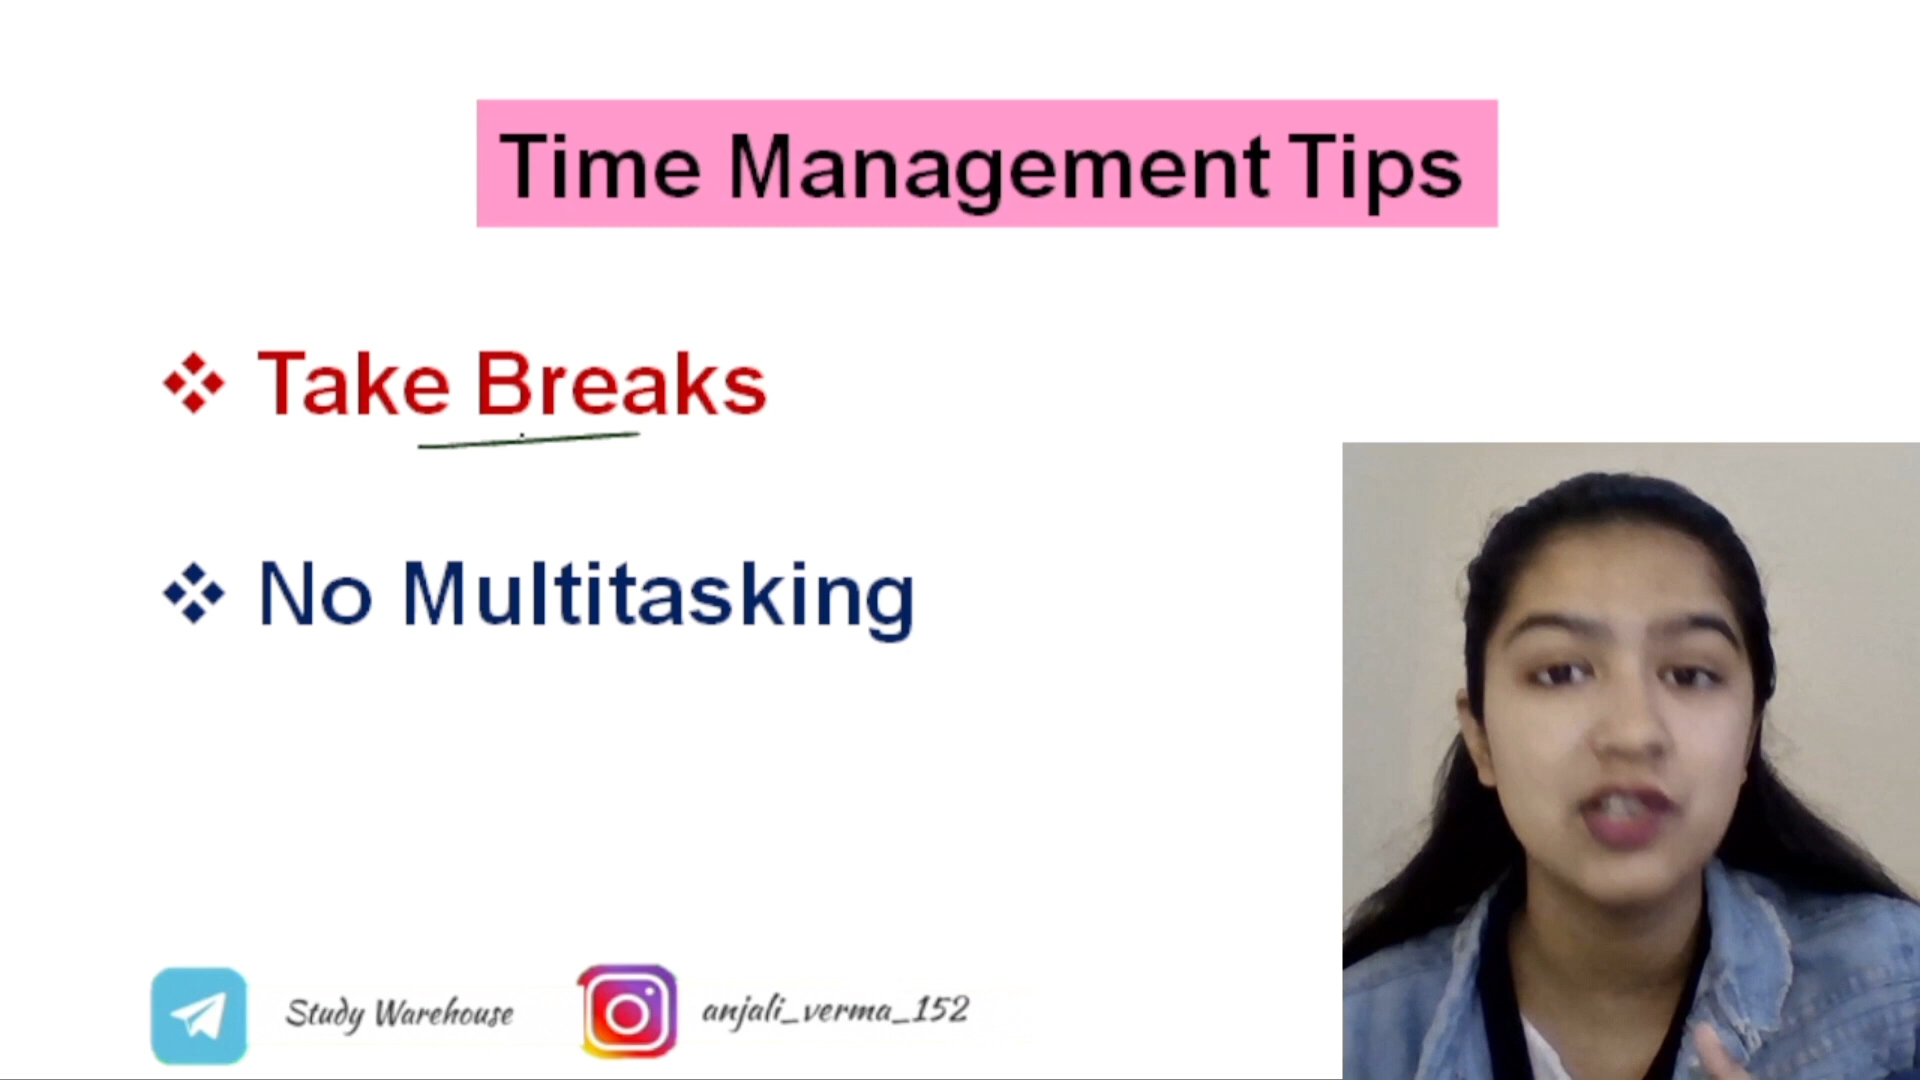 Time Management Tips
Take Breaks
No Multitasking
Study Warehouse
anjali_verma_152